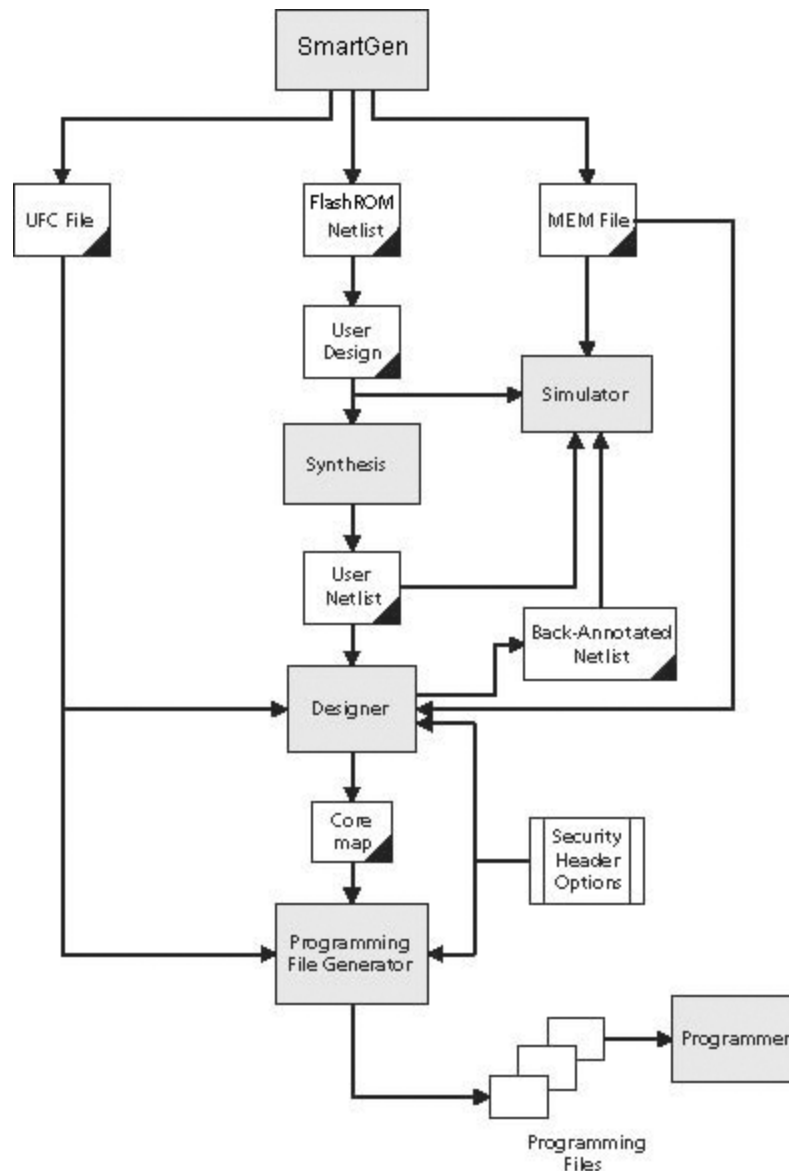 SmartGen
UFC File
FlashROM
Netlist
MEM File
User
Design
Simulator
Synthesis
User
Netlist
Back-Annotated
Netlist
Designer
Core
map
Security
Header
Options
Programming
File Generator
Programmer
Programming
Files